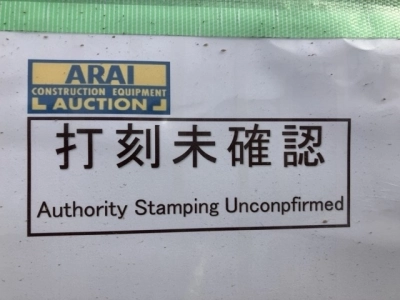 ARAI
CONSTRUCTION EQUIPMENT
AUCTION
打刻未確認
Authority Stamping Unconpfirmed